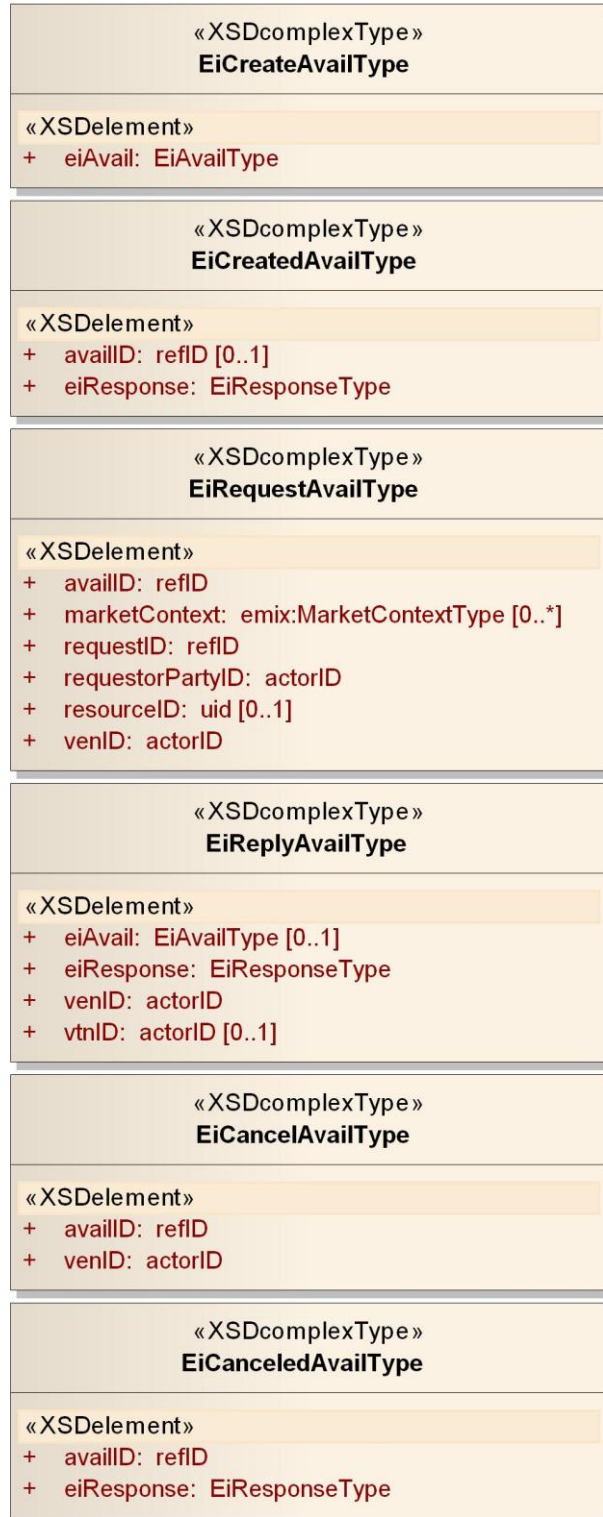 «XSDcomplexType»
EiCreateAvailType
«XSDelement»
+ eiAvail: EiAvailType
«XSDcomplexType»
EiCreatedAvailType
«XSDelement»
+ availID: refID [0..1]
+ eiResponse: EiResponseType
«XSDcomplexType»
EiRequestAvailType
«XSDelement»
+ availID: refID
+ marketContext: emix:MarketContextType [0..*]
+ requestID: refID
+ requestorPartyID: actorID
+ resourceID: uid [0..1]
+ venID: actorID
«XSDcomplexType»
EiReplyAvailType
«XSDelement»
+ eiAvail: EiAvailType [0..1]
+ eiResponse: EiResponseType
+ venID: actorID
+ vtnID: actorID [0..1]
«XSDcomplexType»
EiCancelAvailType
«XSDelement»
+ availID: refID
+ venID: actorID
«XSDcomplexType»
EiCanceledAvailType
«XSDelement»
+ availID: refID
+ eiResponse: EiResponseType